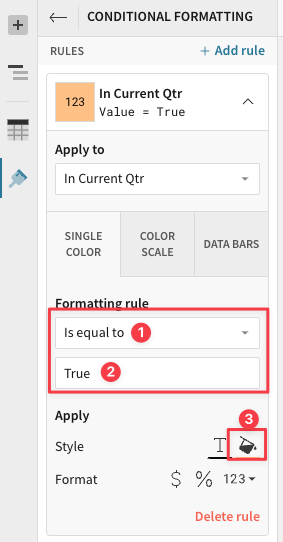 CONDITIONAL FORMATTING
RULES
+ Add rule
123
In Current Qtr
Value = True
Apply to
In Current Qtr
SINGLE COLOR
COLOR SCALE
DATA BARS
Formatting rule
Is equal to 1
True 2
Apply
3
Style T
Format $ % 123
Delete rule